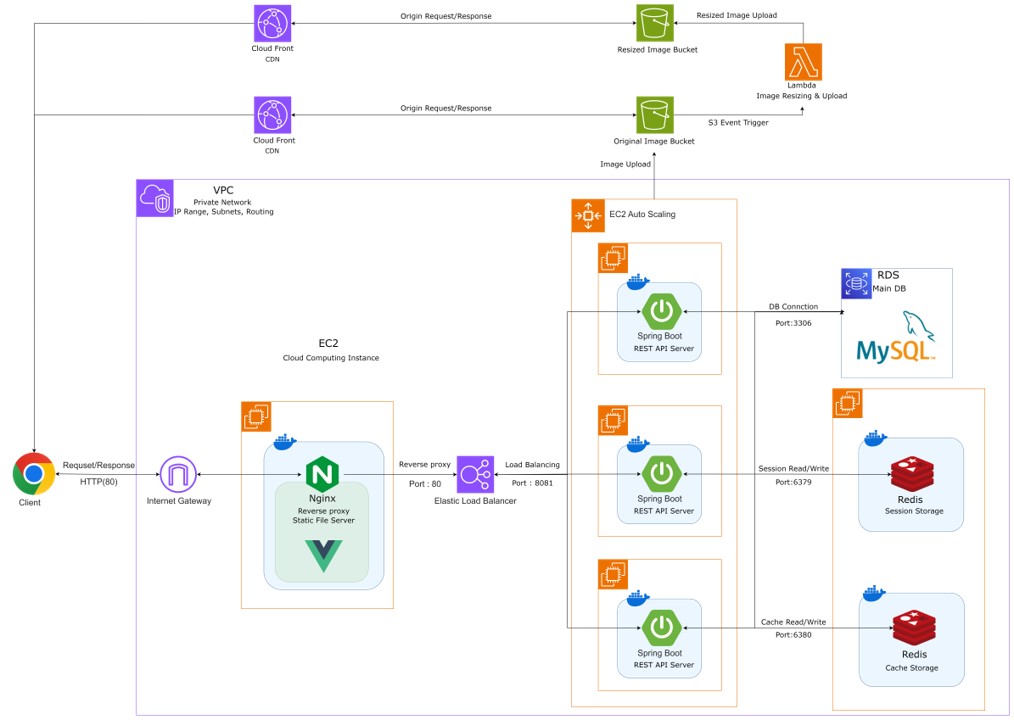 Origin Request/Response
Resized Image Upload
Cloud Front
CDN
Resized Image Bucket
Lambda
Image Resizing & Upload
Origin Request/Response
S3 Event Trigger
Cloud Front
CDN
Original Image Bucket
Image Upload
VPC
Private Network
IP Range, Subnets, Routing
EC2 Auto Scaling
RDS
Main DB
MySQL
DB Connction
Port:3306
Spring Boot
REST API Server
EC2
Cloud Computing Instance
Requset/Response
HTTP(80)
Client
Internet Gateway
Nginx
Reverse proxy
Static File Server
Reverse proxy
Port : 80
Elastic Load Balancer
Load Balancing
Port : 8081
Spring Boot
REST API Server
Session Read/Write
Port:6379
Redis
Session Storage
Spring Boot
REST API Server
Cache Read/Write
Port:6380
Redis
Cache Storage